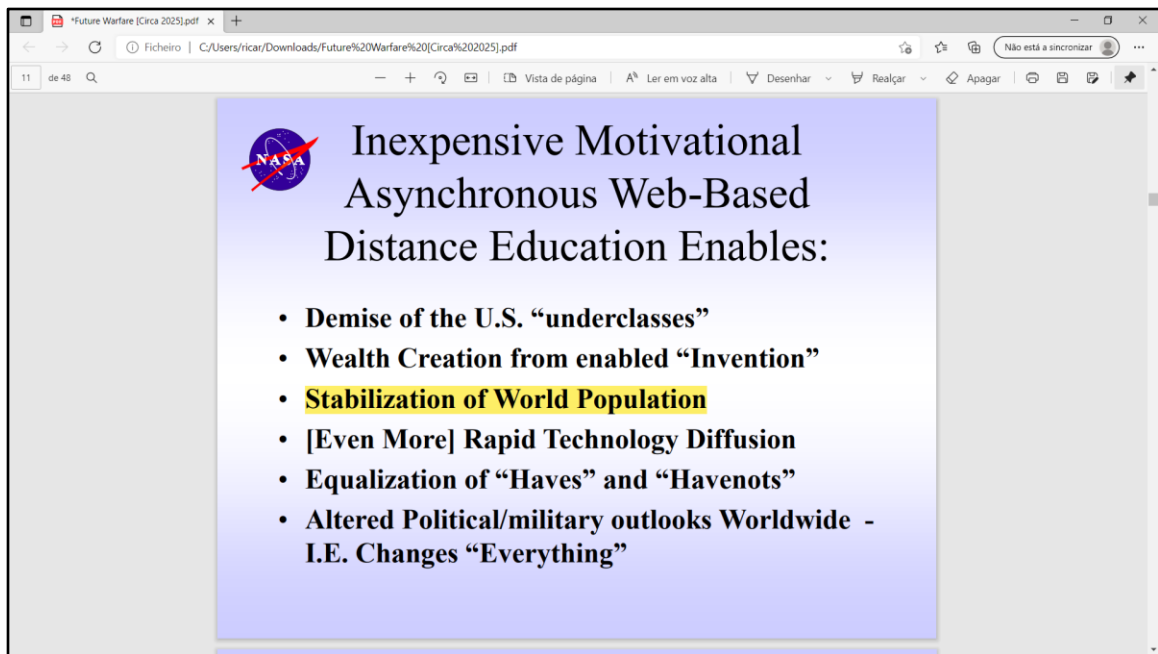 *Future Warfare [Circa 2025].pdf
Ficheiro | C:/Users/ricar/Downloads/Future%20Warfare%20[Circa%202025].pdf
Não está a sincronizar
11 de 48
Vista de página
Ler em voz alta
Desenhar
Realçar
Apagar
NASA
Inexpensive Motivational
Asynchronous Web-Based
Distance Education Enables:
• Demise of the U.S. “underclasses”
• Wealth Creation from enabled “Invention”
• Stabilization of World Population
• [Even More] Rapid Technology Diffusion
• Equalization of “Haves” and “Havenots”
• Altered Political/military outlooks Worldwide -
I.E. Changes “Everything”